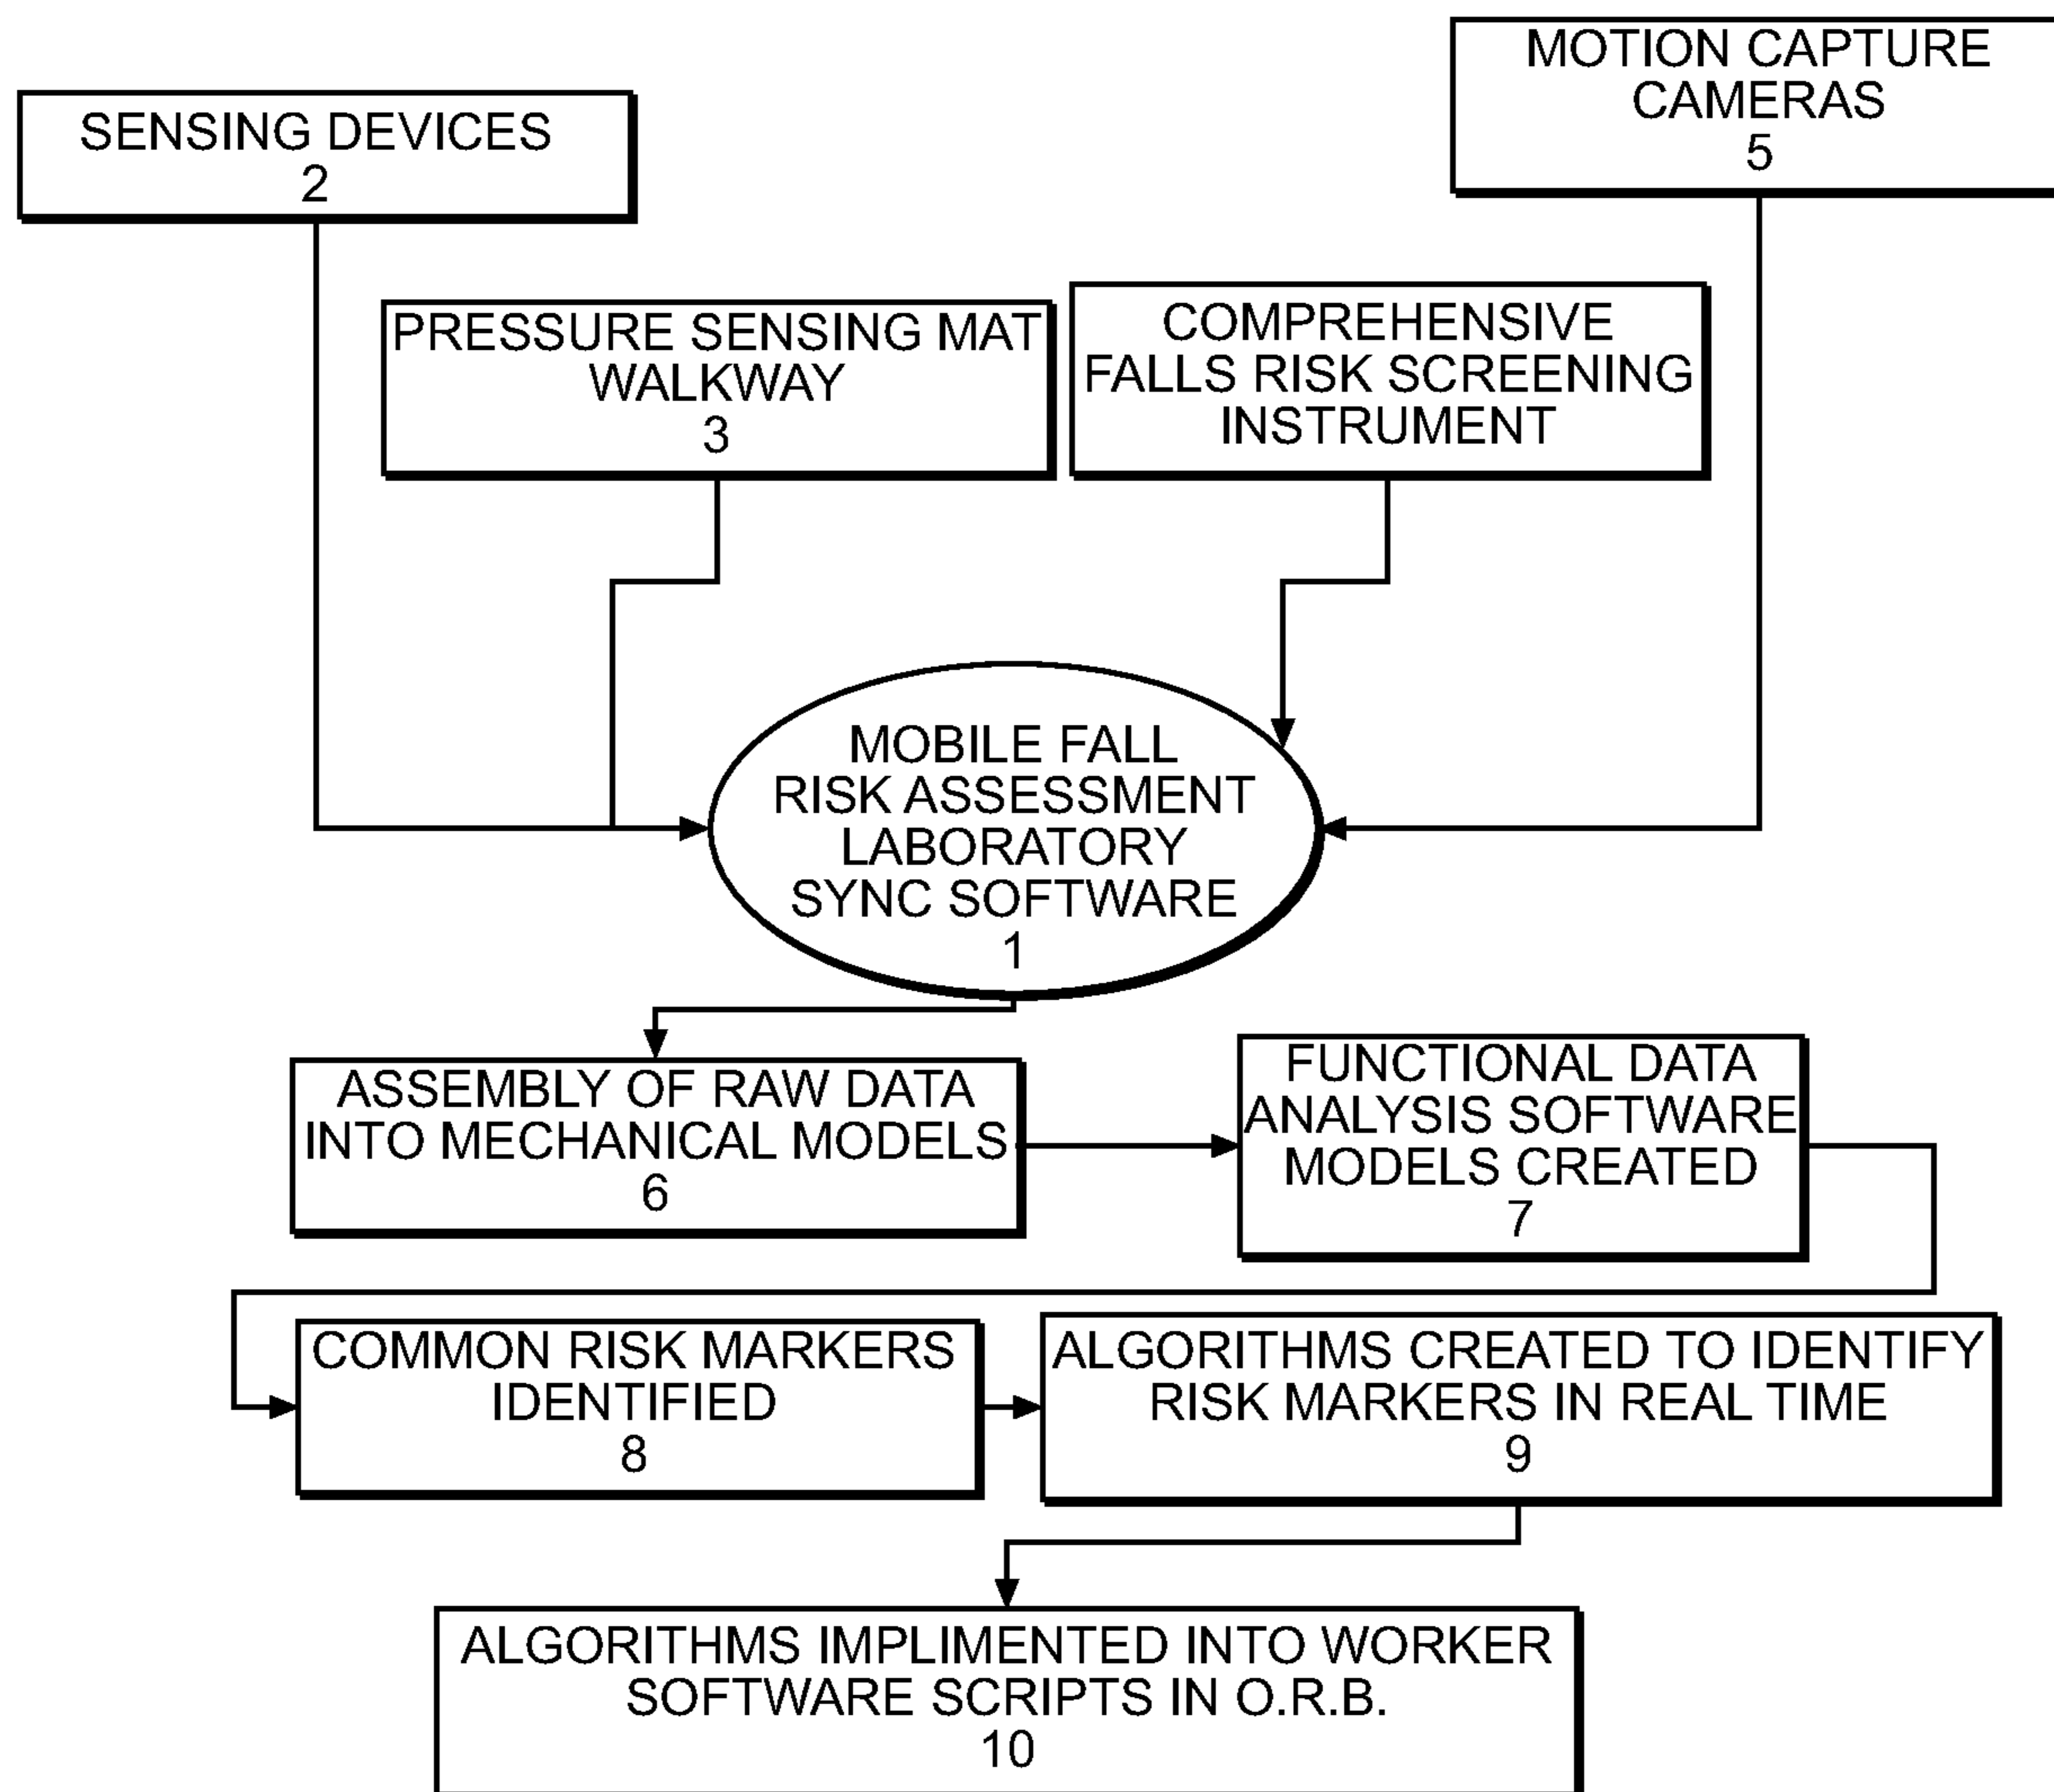 MOTION CAPTURE
CAMERAS
5
SENSING DEVICES
2
PRESSURE SENSING MAT
WALKWAY
3
COMPREHENSIVE
FALLS RISK SCREENING
INSTRUMENT
MOBILE FALL
RISK ASSESSMENT
LABORATORY
SYNC SOFTWARE
1
ASSEMBLY OF RAW DATA
INTO MECHANICAL MODELS
6
FUNCTIONAL DATA
ANALYSIS SOFTWARE
MODELS CREATED
7
COMMON RISK MARKERS
IDENTIFIED
8
ALGORITHMS CREATED TO IDENTIFY
RISK MARKERS IN REAL TIME
9
ALGORITHMS IMPLIMENTED INTO WORKER
SOFTWARE SCRIPTS IN O.R.B.
10